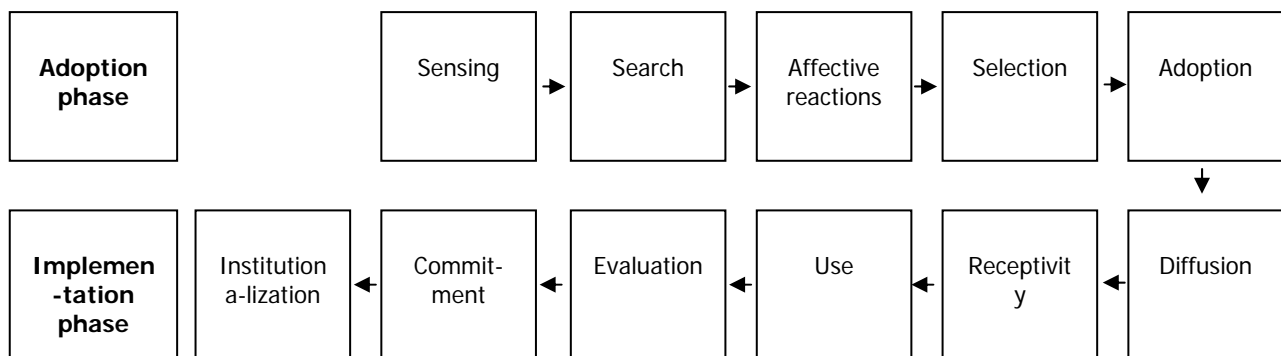 Adoption
phase
Sensing
Search
Affective
reactions
Selection
Adoption
Implemen
-tation
phase
Institution
a-lization
Commit-
ment
Evaluation
Use
Receptivit
y
Diffusion